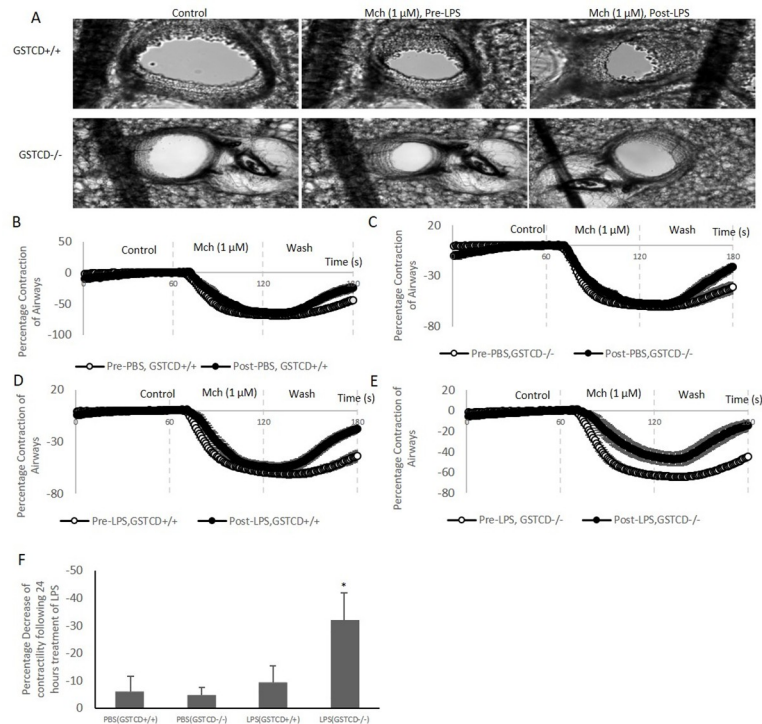 A
Control
Mch (1 µM), Pre-LPS
Mch (1 µM), Post-LPS
GSTCD+/+
GSTCD-/-
B
Percentage Contraction
of Airways
50
0
-50
-100
Control
Mch (1 µM)
Wash
Time (s)
0
60
120
180
Pre-PBS, GSTCD+/+
Post-PBS, GSTCD+/+
C
Percentage Contraction
of Airways
20
-30
-80
Control
Mch (1 µM)
Wash
Time (s)
0
60
120
180
Pre-PBS,GSTCD-/-
Post-PBS,GSTCD-/-
D
Percentage Contraction of
Airways
20
-30
-80
Control
Mch (1 µM)
Wash
Time (s)
0
60
120
180
Pre-LPS,GSTCD+/+
Post-LPS,GSTCD+/+
E
Percentage Contraction of
Airway
20
0
-20
-40
-60
-80
Control
Mch (1 µM)
Wash
Time (s)
0
60
120
180
Pre-LPS, GSTCD-/-
Post-LPS,GSTCD-/-
F
Percentage Decrease of
contractility following 24
hours treatment of LPS
-50
-40
-30
-20
-10
0
*
PBS(GSTCD+/+)
PBS(GSTCD-/-)
LPS(GSTCD+/+)
LPS(GSTCD-/-)